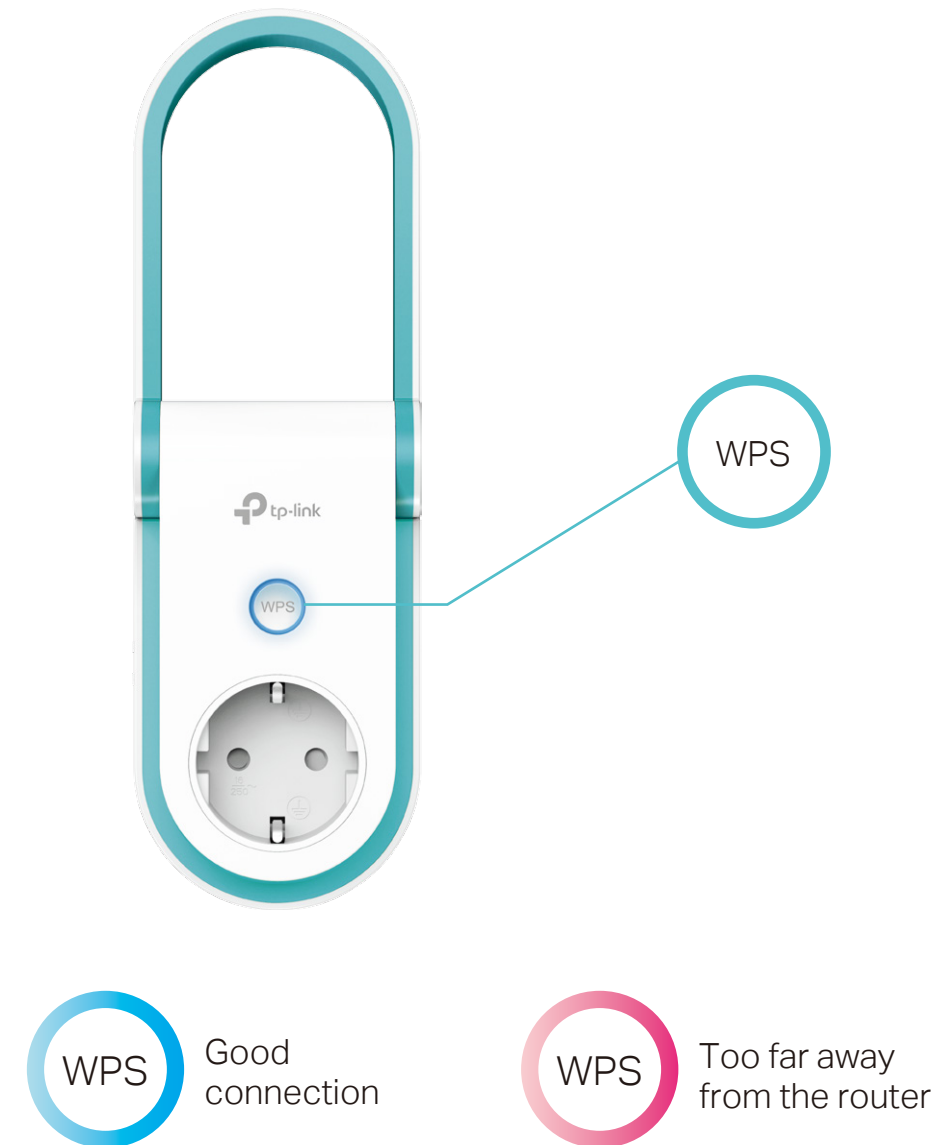 WPS
tp-link
WPS
WPS
Good
connection
WPS
Too far away
from the router